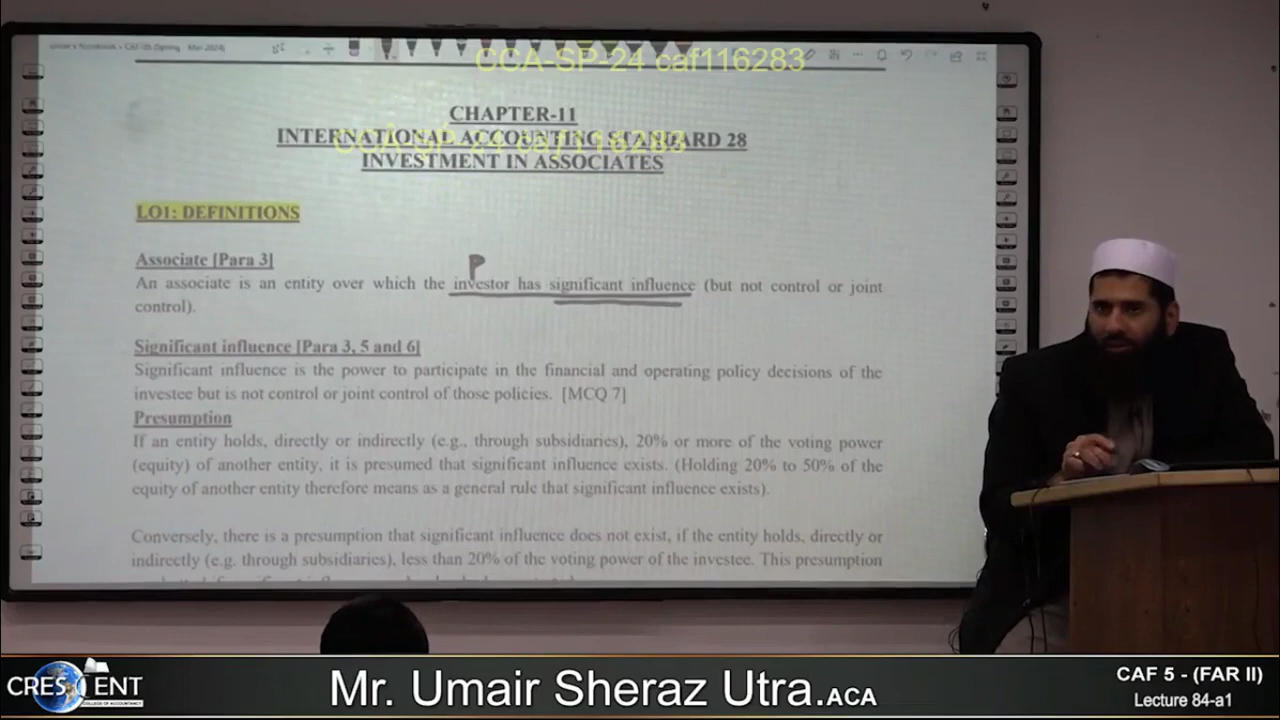 CCA-SP-24 caf116283
CHAPTER-11
INTERNATIONAL ACCOUNTING STANDARD 28
CCA-SP-24 caf116283
INVESTMENT IN ASSOCIATES
LO1: DEFINITIONS
Associate [Para 3]
P
An associate is an entity over which the investor has significant influence (but not control or joint
control).
Significant influence [Para 3, 5 and 6]
Significant influence is the power to participate in the financial and operating policy decisions of the
investee but is not control or joint control of those policies. [MCQ 7]
Presumption
If an entity holds, directly or indirectly (e.g., through subsidiaries), 20% or more of the voting power
(equity) of another entity, it is presumed that significant influence exists. (Holding 20% to 50% of the
equity of another entity therefore means as a general rule that significant influence exists).
Conversely, there is a presumption that significant influence does not exist, if the entity holds, directly or
indirectly (e.g. through subsidiaries), less than 20% of the voting power of the investee. This presumption
CRESCENT
COLLEGE OF ACCOUNTANCY
Mr. Umair Sheraz Utra.ACA
CAF 5 - (FAR II)
Lecture 84-a1